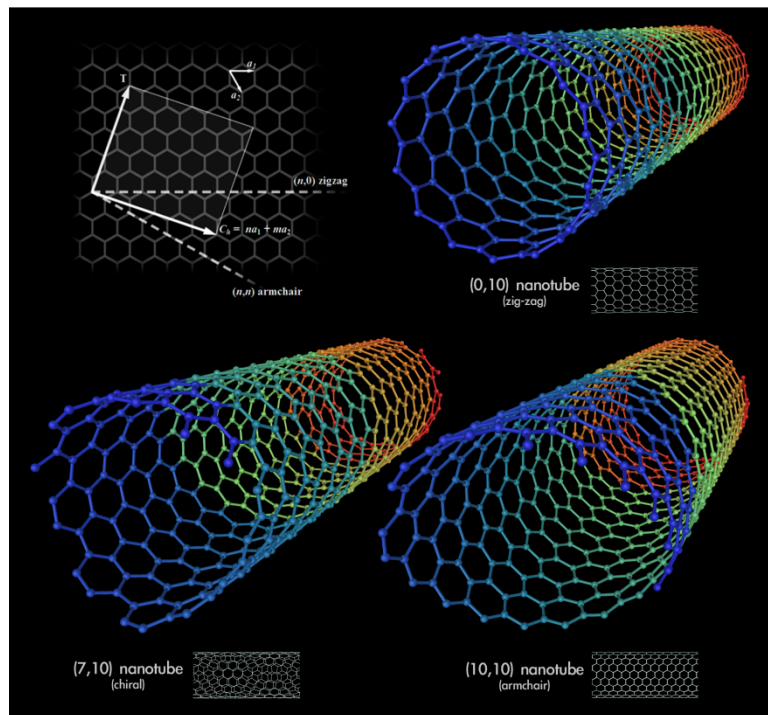 T
a₁
a₂
(n,0) zigzag
Cₕ = na₁ + ma₂
(n,n) armchair
(0,10) nanotube
(zig-zag)
(7,10) nanotube
(chiral)
(10,10) nanotube
(armchair)